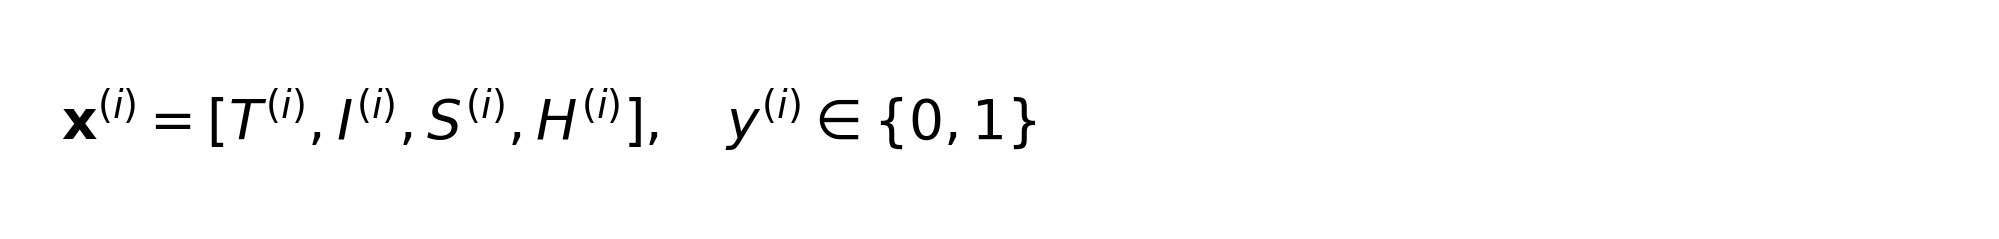 𝐱⁽ⁱ⁾ = [T⁽ⁱ⁾, I⁽ⁱ⁾, S⁽ⁱ⁾, H⁽ⁱ⁾], y⁽ⁱ⁾ ∈ {0, 1}